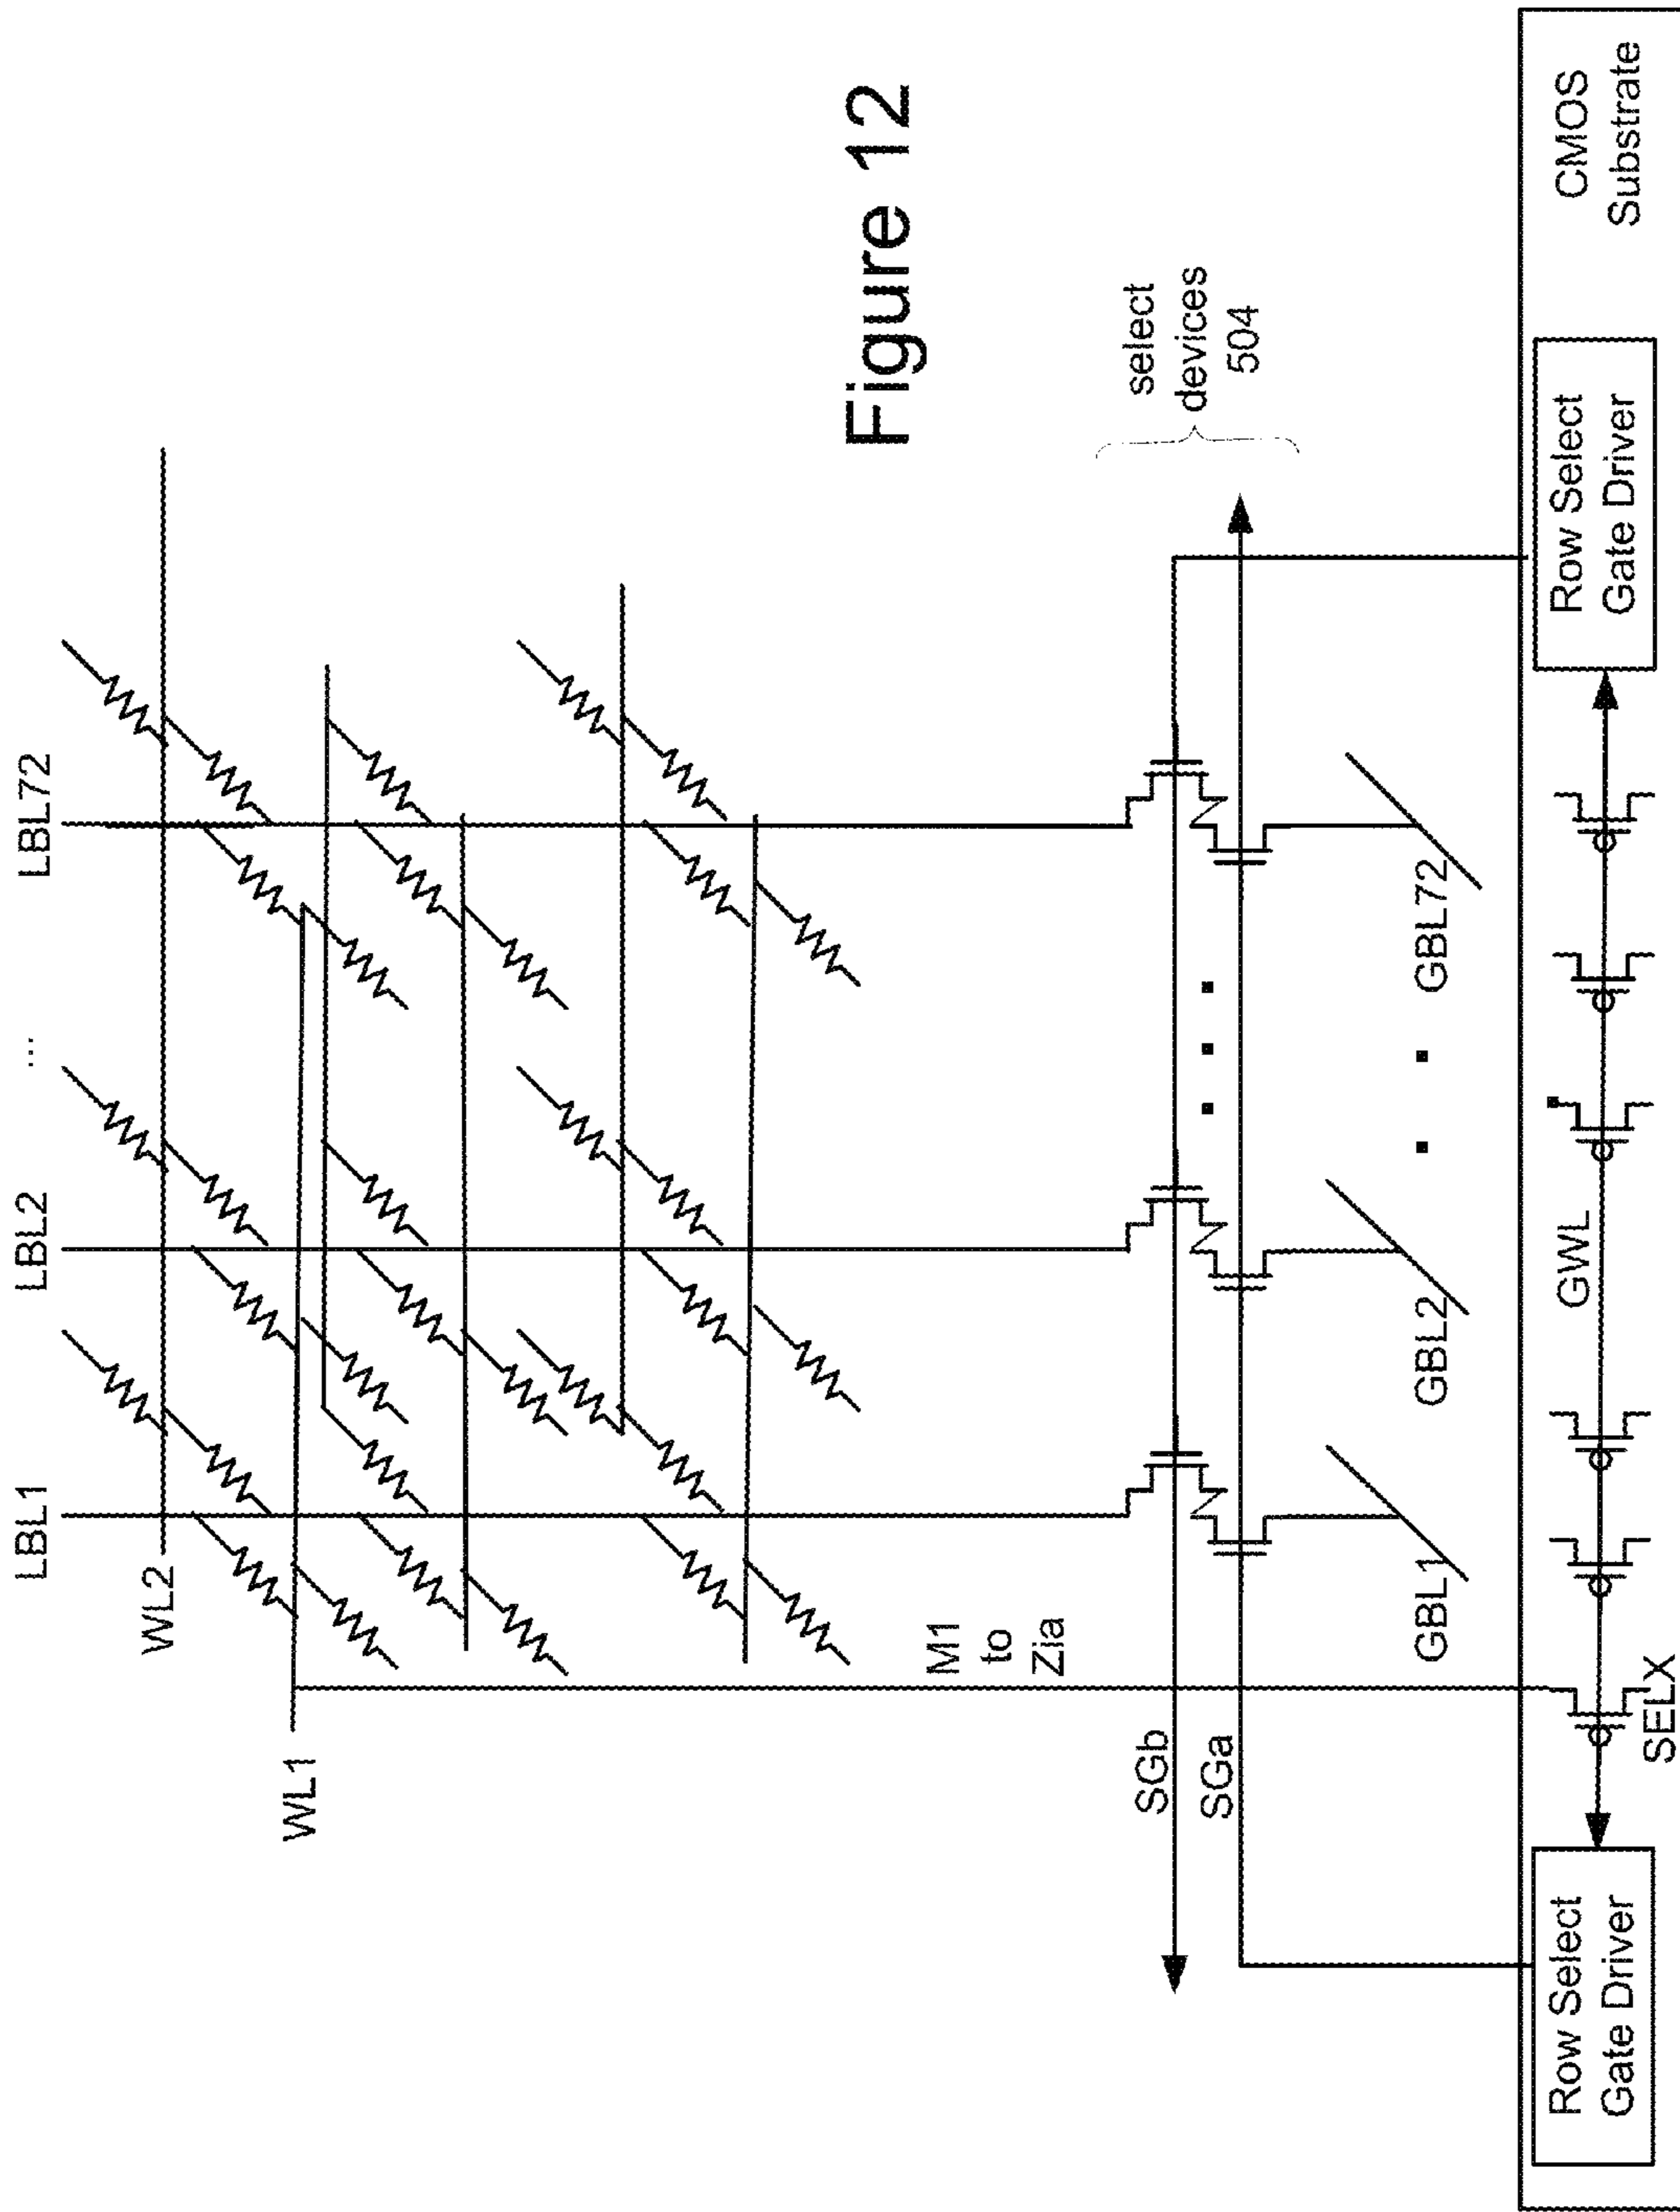 LBL1
LBL2
...
LBL72
WL2
WL1
Figure 12
M1
to
Zia
SGb
SGa
select
devices
504
GBL1
GBL2
GBL72
Row Select
Gate Driver
SELX
GWL
Row Select
Gate Driver
CMOS
Substrate